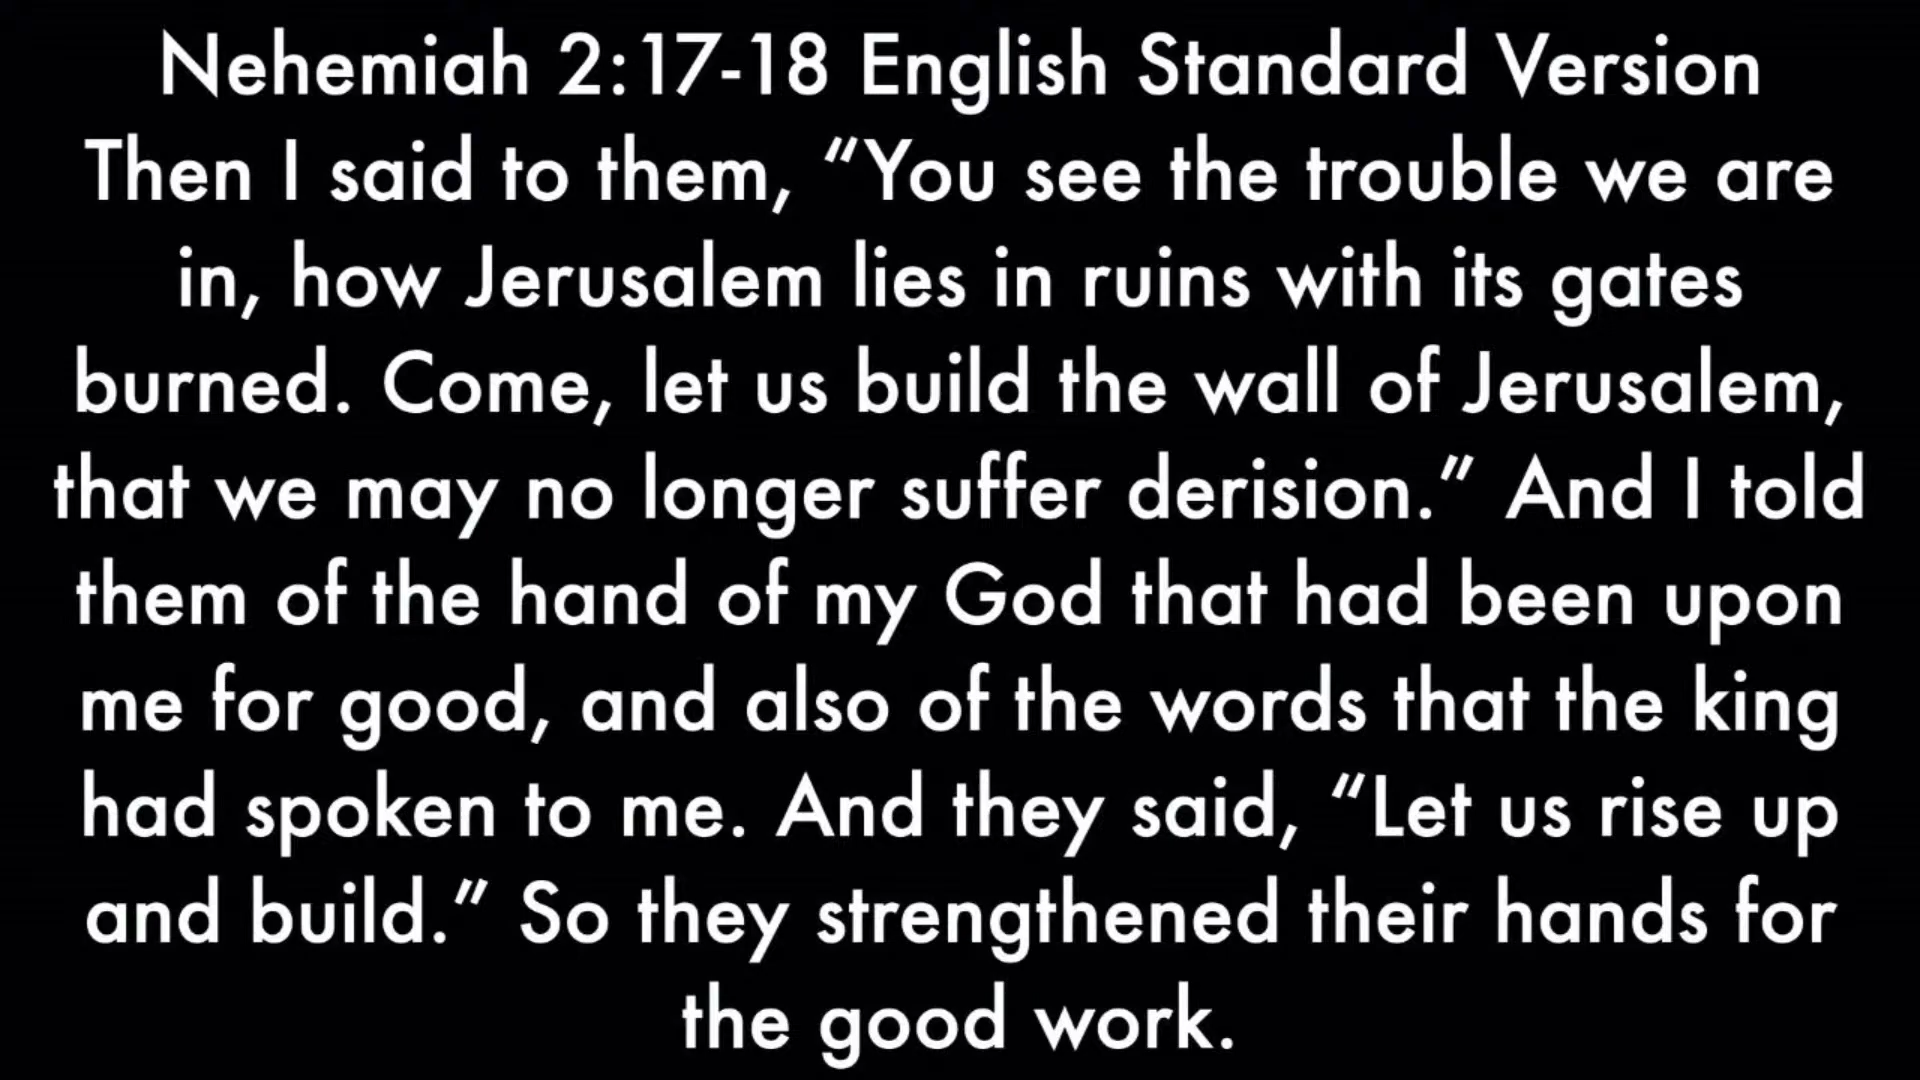 Nehemiah 2:17-18 English Standard Version
Then I said to them, “You see the trouble we are
in, how Jerusalem lies in ruins with its gates
burned. Come, let us build the wall of Jerusalem,
that we may no longer suffer derision.” And I told
them of the hand of my God that had been upon
me for good, and also of the words that the king
had spoken to me. And they said, “Let us rise up
and build.” So they strengthened their hands for
the good work.